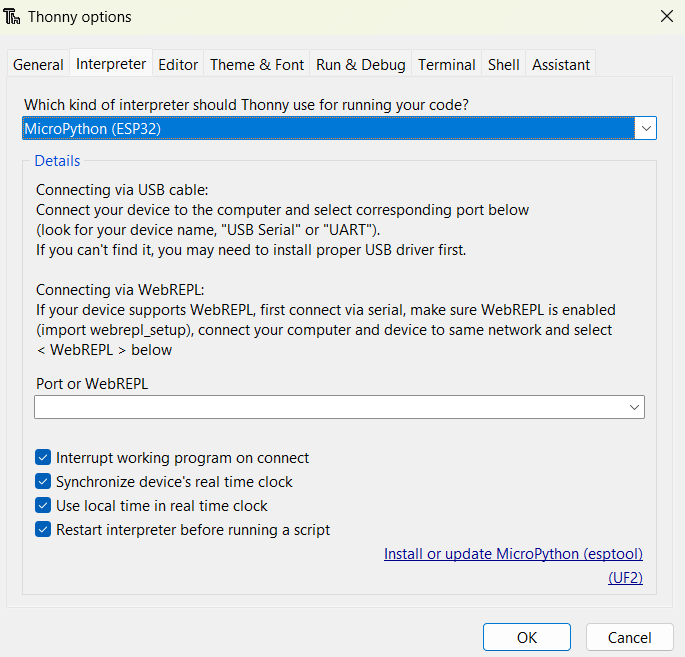 Thonny options
General Interpreter Editor Theme & Font Run & Debug Terminal Shell Assistant
Which kind of interpreter should Thonny use for running your code?
MicroPython (ESP32)
Details
Connecting via USB cable:
Connect your device to the computer and select corresponding port below
(look for your device name, "USB Serial" or "UART").
If you can't find it, you may need to install proper USB driver first.
Connecting via WebREPL:
If your device supports WebREPL, first connect via serial, make sure WebREPL is enabled
(import webrepl_setup), connect your computer and device to same network and select
< WebREPL > below
Port or WebREPL
Interrupt working program on connect
Synchronize device's real time clock
Use local time in real time clock
Restart interpreter before running a script
Install or update MicroPython (esptool)
(UF2)
OK Cancel